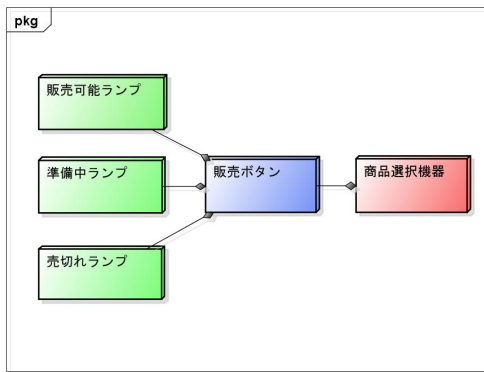 pkg
販売可能ランプ
準備中ランプ
販売ボタン
商品選択機器
売切れランプ